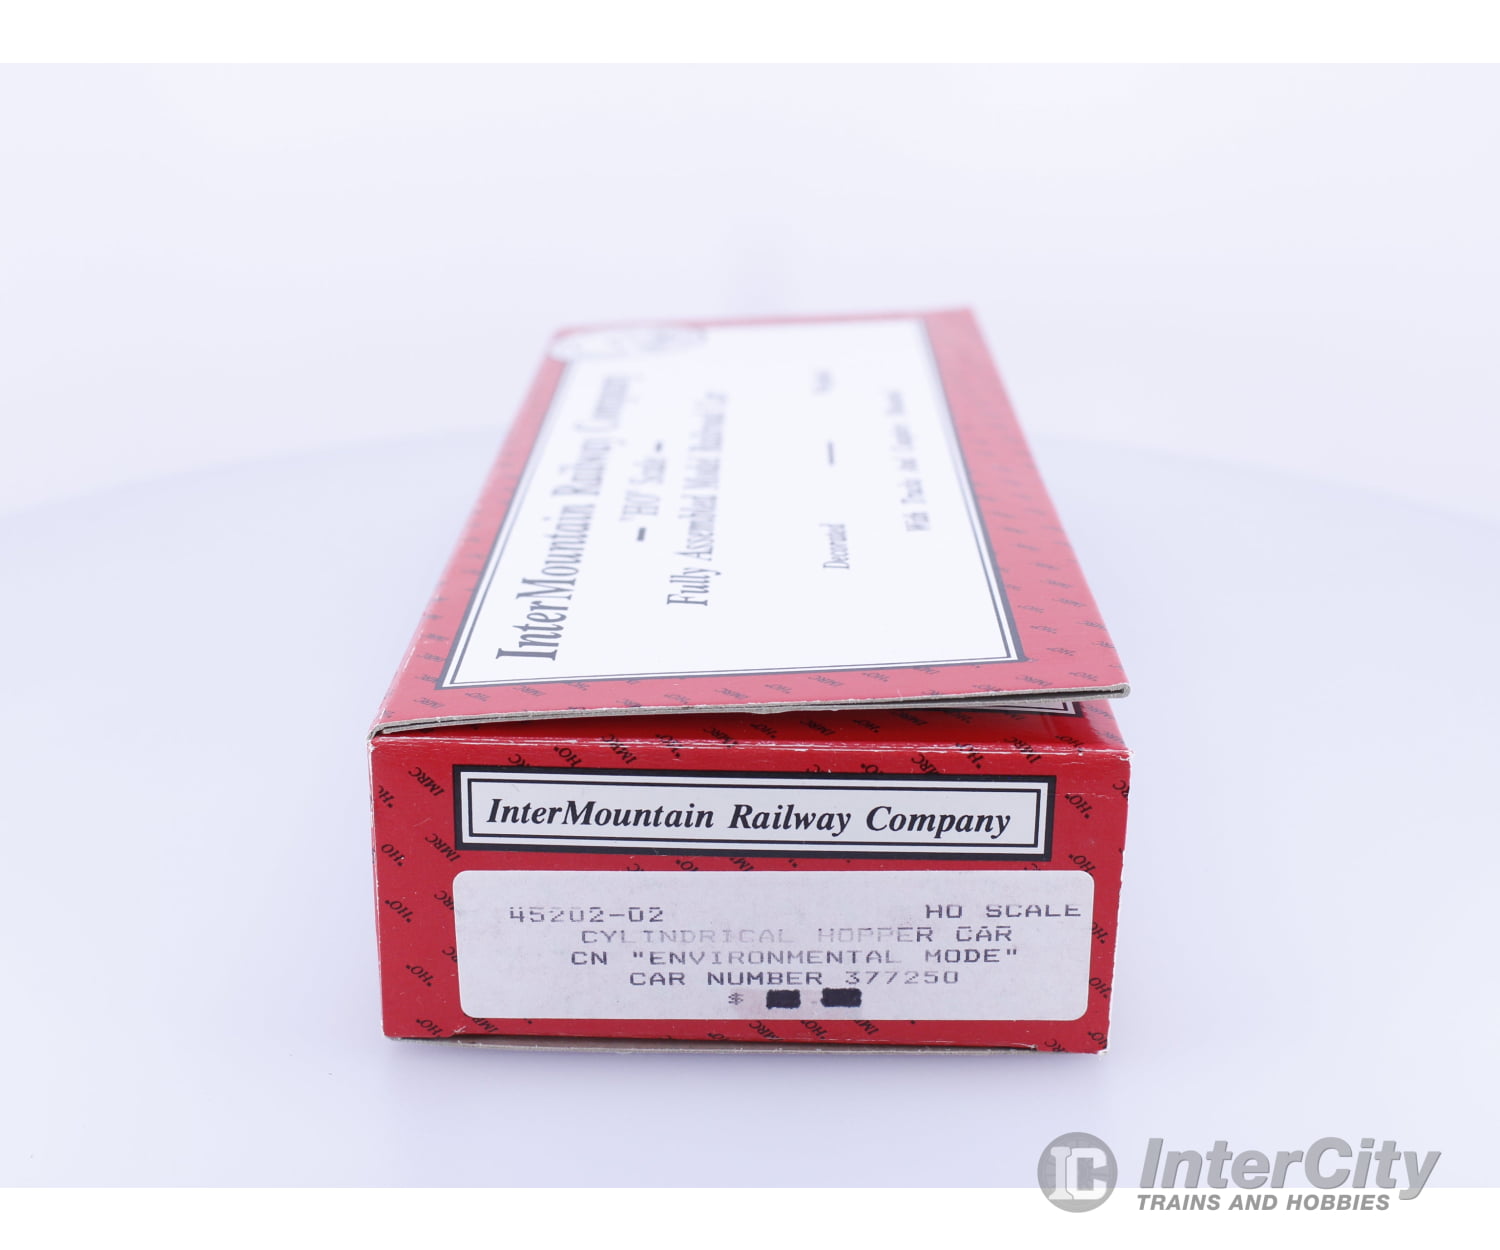 InterMountain Railway Company
"HO" Scale
Fully Assembled Model Railroad Car
Decorated
With Trucks And Couplers Mounted
InterMountain Railway Company
45202-02 HO SCALE
CYLINDRICAL HOPPER CAR
CN "ENVIRONMENTAL MODE"
CAR NUMBER 377250
$
IC InterCity
TRAINS AND HOBBIES